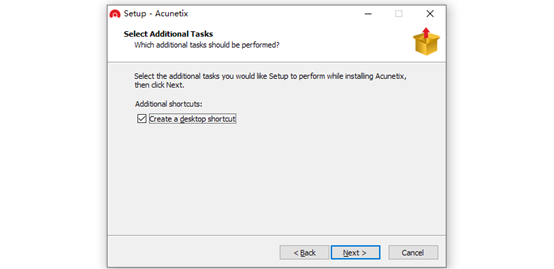 Setup - Acunetix
Select Additional Tasks
Which additional tasks should be performed?
Select the additional tasks you would like Setup to perform while installing Acunetix,
then click Next.
Additional shortcuts:
Create a desktop shortcut
< Back
Next >
Cancel